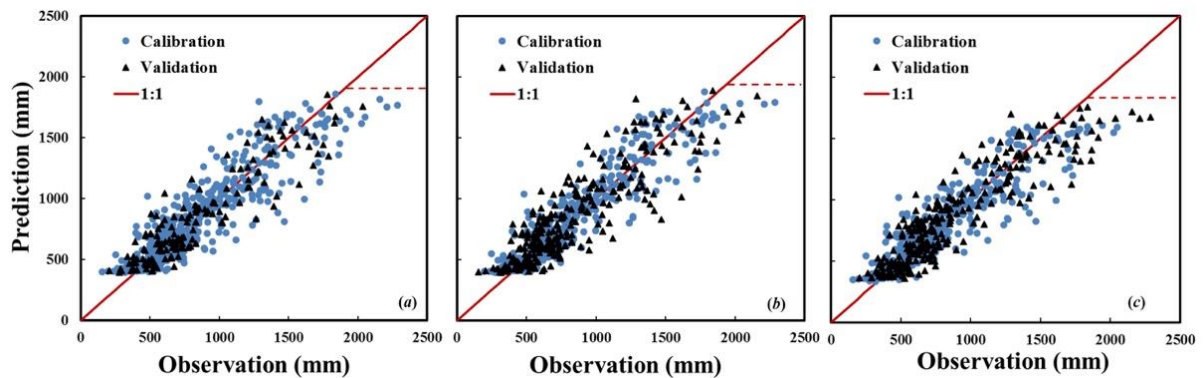 2500
2000
1500
1000
500
0
Prediction (mm)
Calibration
Validation
1:1
(a)
0 500 1000 1500 2000 2500
Observation (mm)
Calibration
Validation
1:1
(b)
0 500 1000 1500 2000 2500
Observation (mm)
Calibration
Validation
1:1
(c)
0 500 1000 1500 2000 2500
Observation (mm)